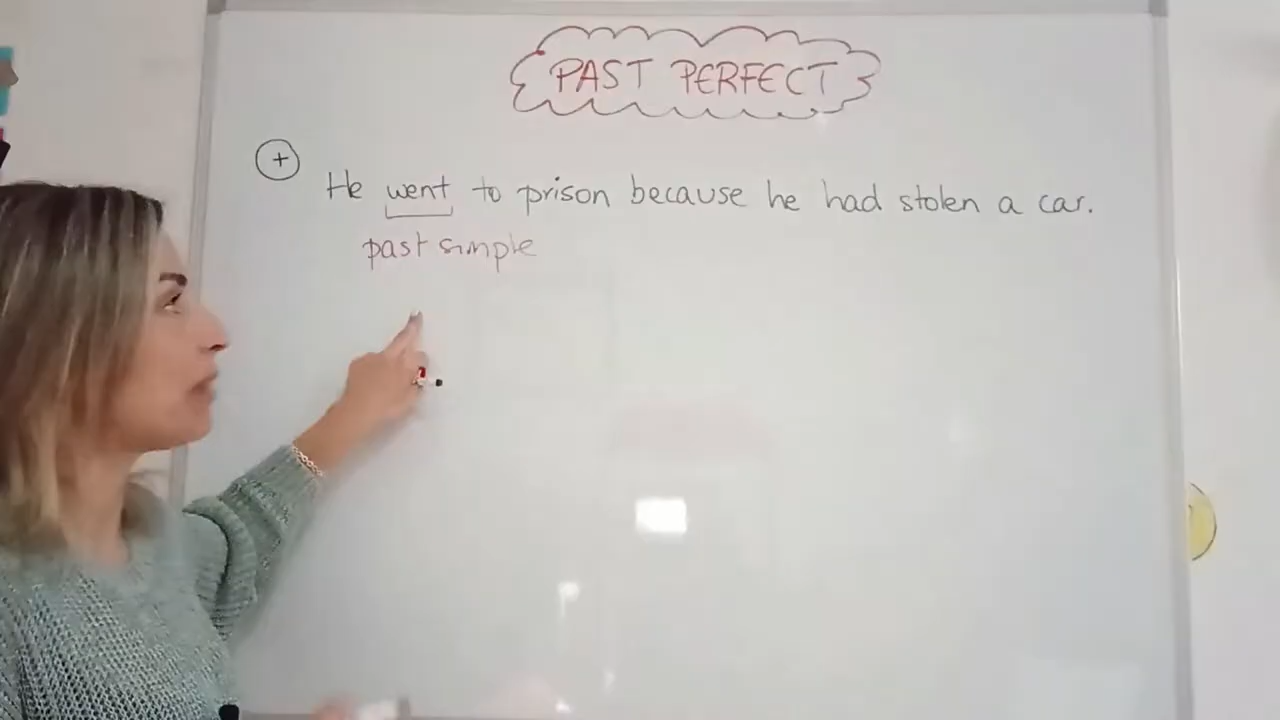 PAST PERFECT
+
He went to prison because he had stolen a car.
past simple